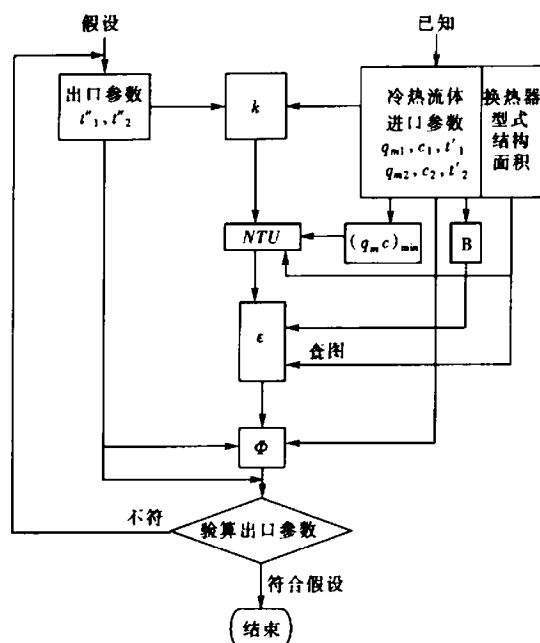 假设
已知
出口参数
t″₁, t″₂
k
冷热流体
进口参数
qₘ₁, c₁, t′₁
qₘ₂, c₂, t′₂
换热器
型式
结构
面积
NTU
(qₘc)ₘᵢₙ
B
ε
查图
Φ
不符
验算出口参数
符合假设
结束